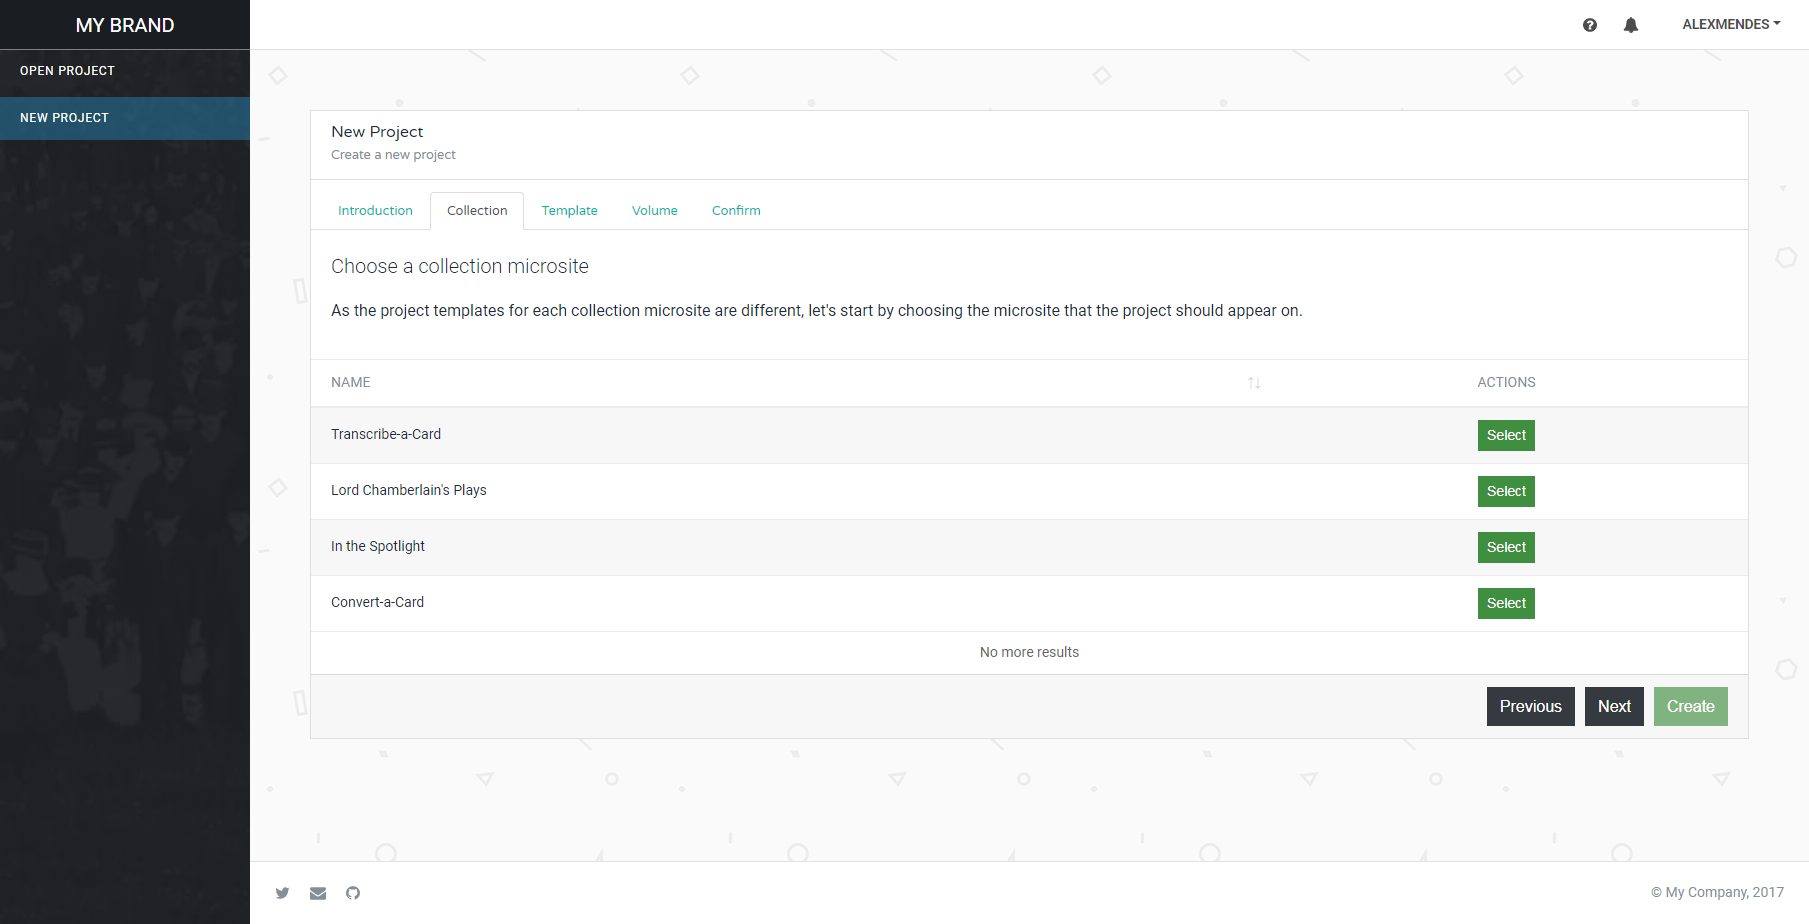 MY BRAND
ALEXMENDES
OPEN PROJECT
NEW PROJECT
New Project
Create a new project
Introduction
Collection
Template
Volume
Confirm
Choose a collection microsite
As the project templates for each collection microsite are different, let's start by choosing the microsite that the project should appear on.
NAME
ACTIONS
Transcribe-a-Card
Select
Lord Chamberlain's Plays
Select
In the Spotlight
Select
Convert-a-Card
Select
No more results
Previous
Next
Create
© My Company, 2017